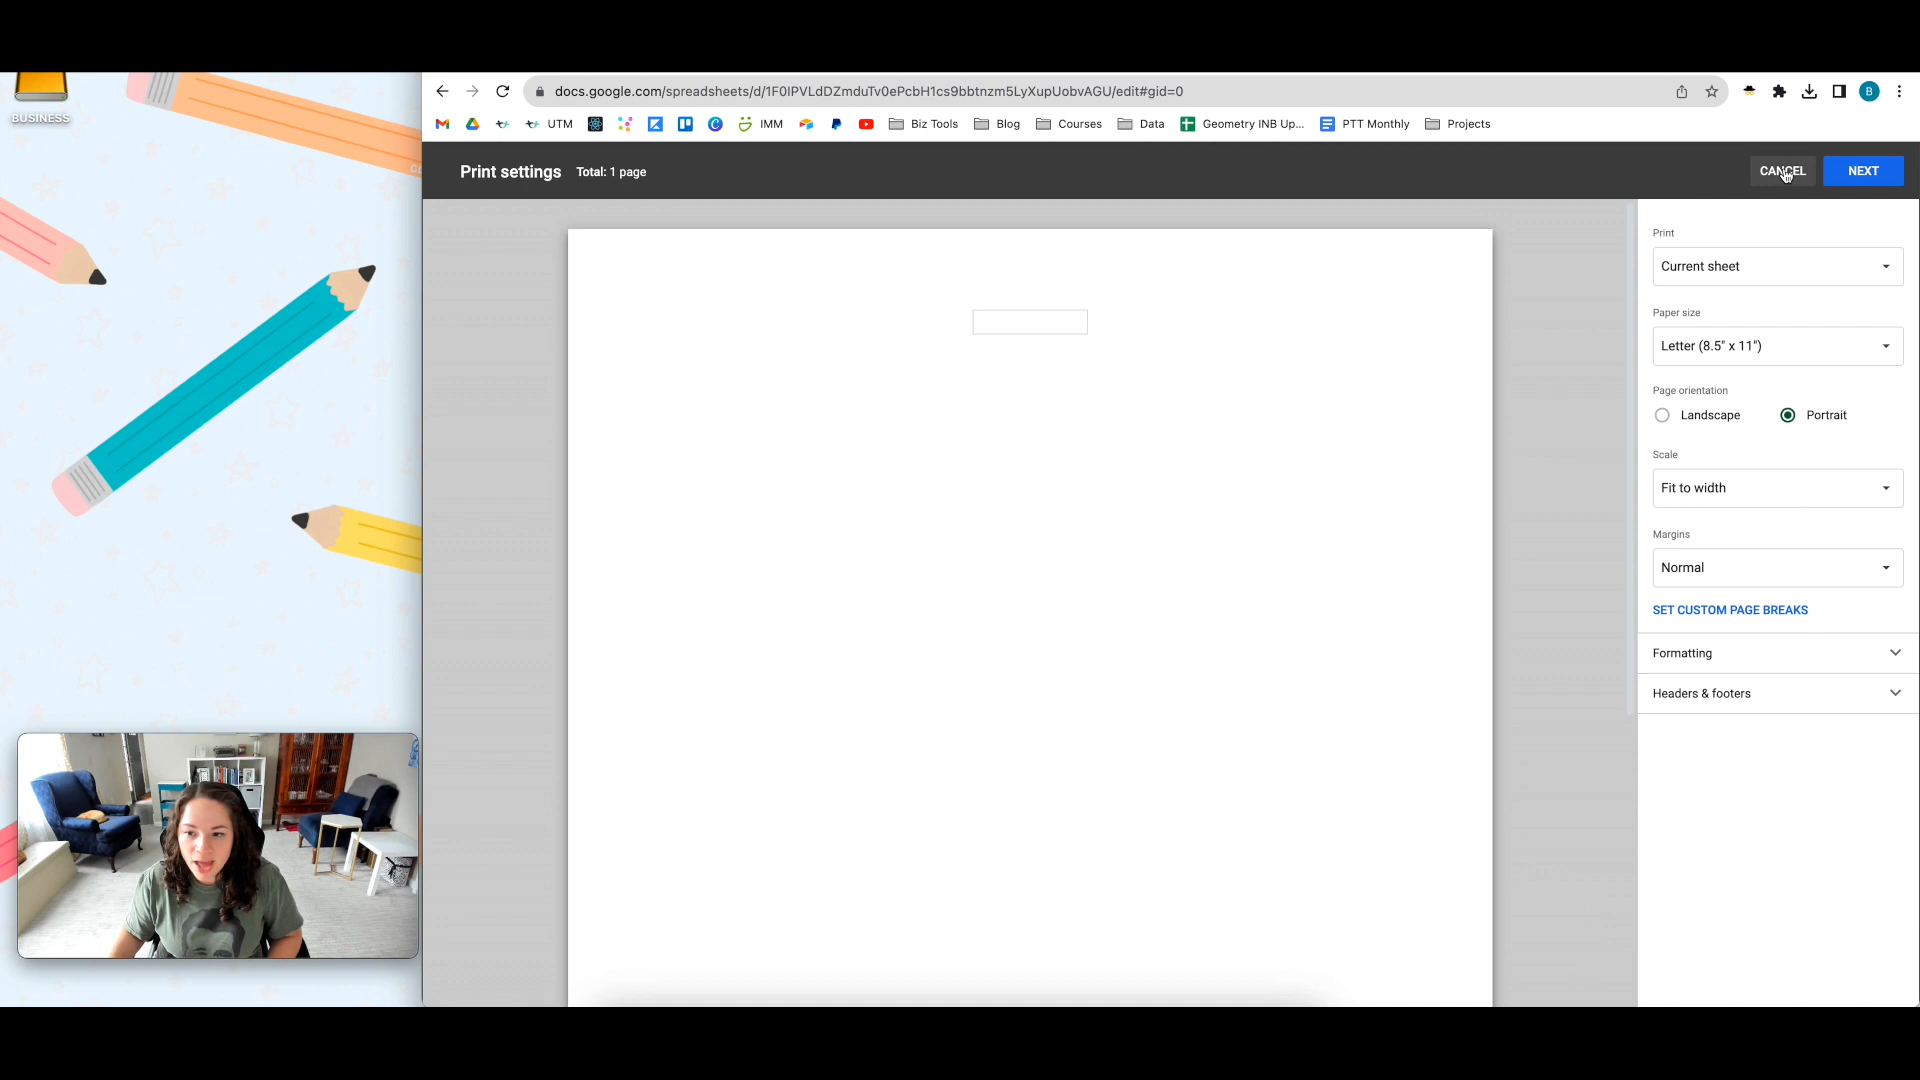 BUSINESS
docs.google.com/spreadsheets/d/1F0IPVLdDZmduTv0ePcbH1cs9bbtnzm5LyXupUobvAGU/edit#gid=0
B
UTM
IMM
Biz Tools
Blog
Courses
Data
Geometry INB Up...
PTT Monthly
Projects
Print settings
Total: 1 page
CANCEL
NEXT
Print
Current sheet
Paper size
Letter (8.5" x 11")
Page orientation
Landscape
Portrait
Scale
Fit to width
Margins
Normal
SET CUSTOM PAGE BREAKS
Formatting
Headers & footers